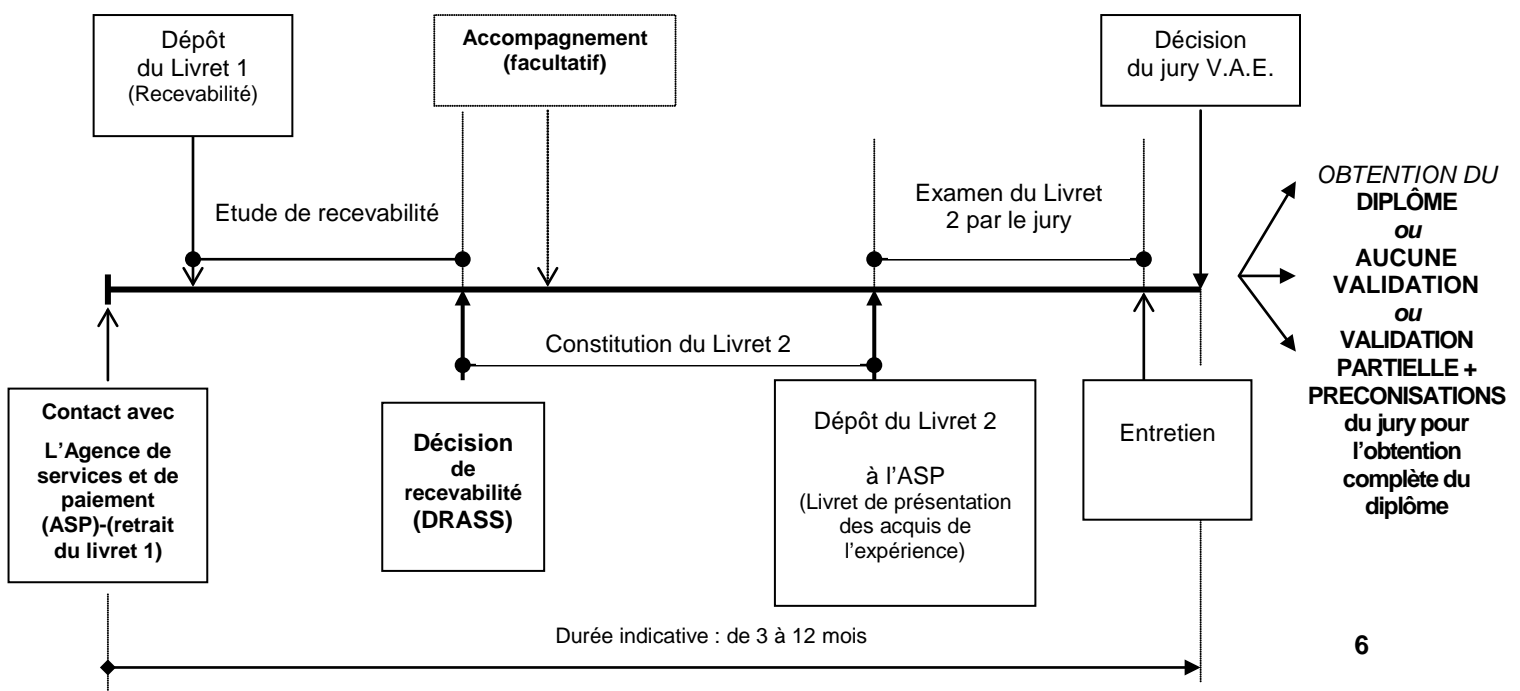 Dépôt
du Livret 1
(Recevabilité)
Accompagnement
(facultatif)
Décision
du jury V.A.E.
Etude de recevabilité
Examen du Livret
2 par le jury
Constitution du Livret 2
Contact avec
L’Agence de
services et de
paiement
(ASP)-(retrait
du livret 1)
Décision
de
recevabilité
(DRASS)
Dépôt du Livret 2
à l’ASP
(Livret de présentation
des acquis de
l’expérience)
Entretien
OBTENTION DU
DIPLÔME
ou
AUCUNE
VALIDATION
ou
VALIDATION
PARTIELLE +
PRECONISATIONS
du jury pour
l’obtention
complète du
diplôme
Durée indicative : de 3 à 12 mois
6